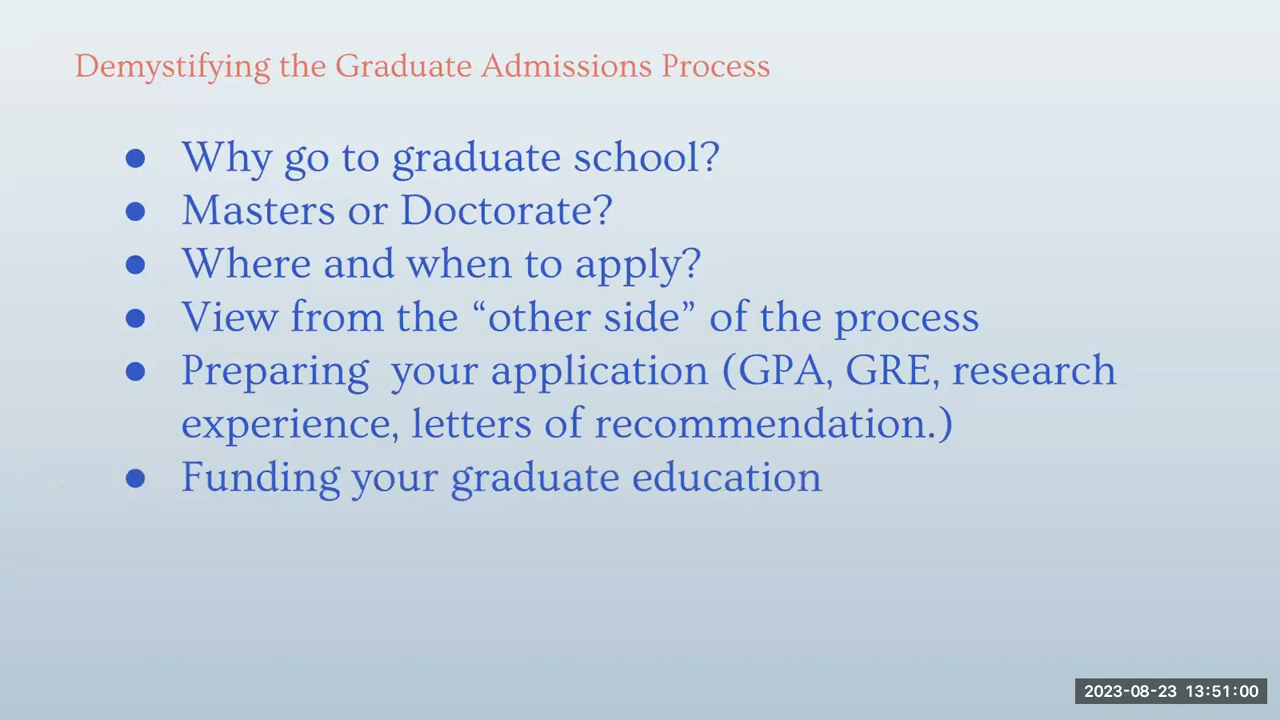 Demystifying the Graduate Admissions Process
● Why go to graduate school?
● Masters or Doctorate?
● Where and when to apply?
● View from the “other side” of the process
● Preparing  your application (GPA, GRE, research
experience, letters of recommendation.)
● Funding your graduate education
2023-08-23 13:51:00